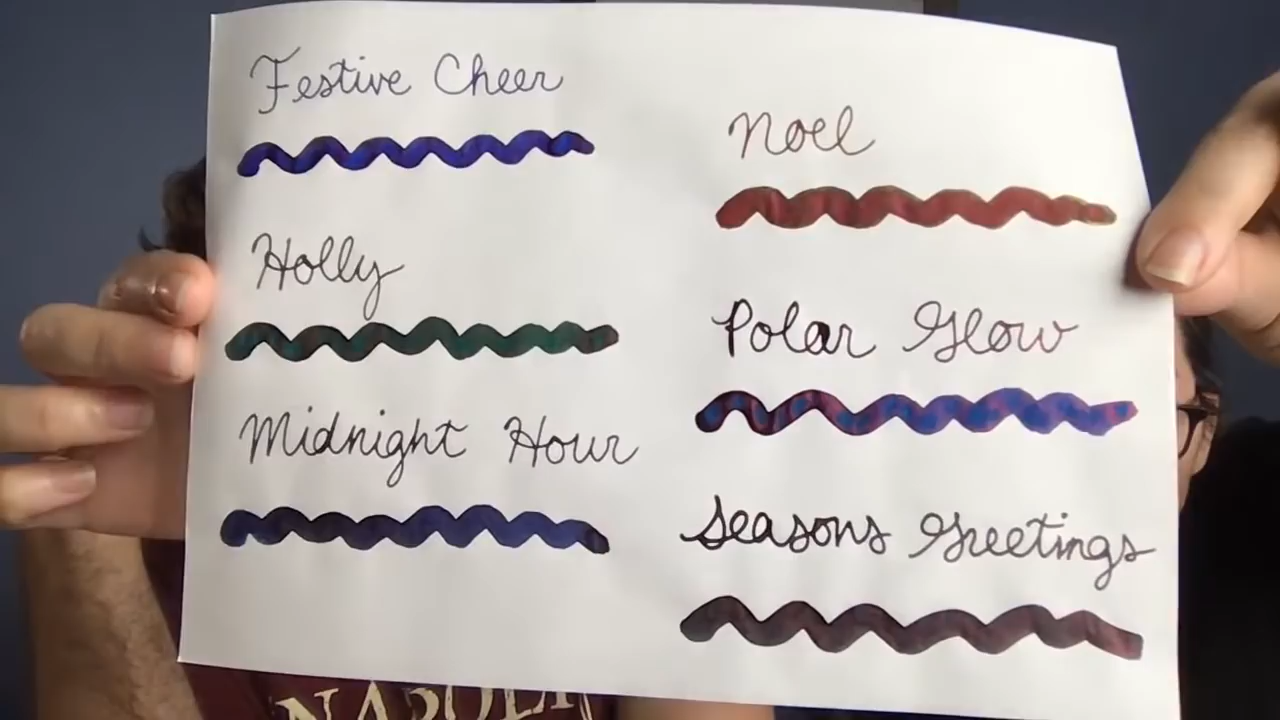 Festive Cheer
Holly
Midnight Hour
Noel
Polar Glow
Seasons Greetings